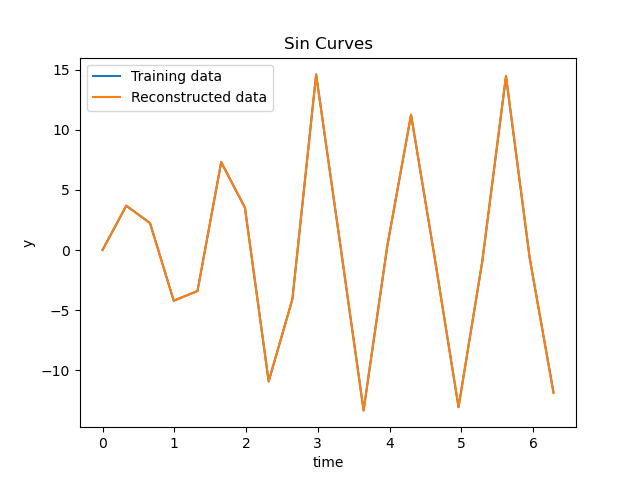 Sin Curves
Training data
Reconstructed data
15
10
5
0
−5
−10
y
0 1 2 3 4 5 6
time